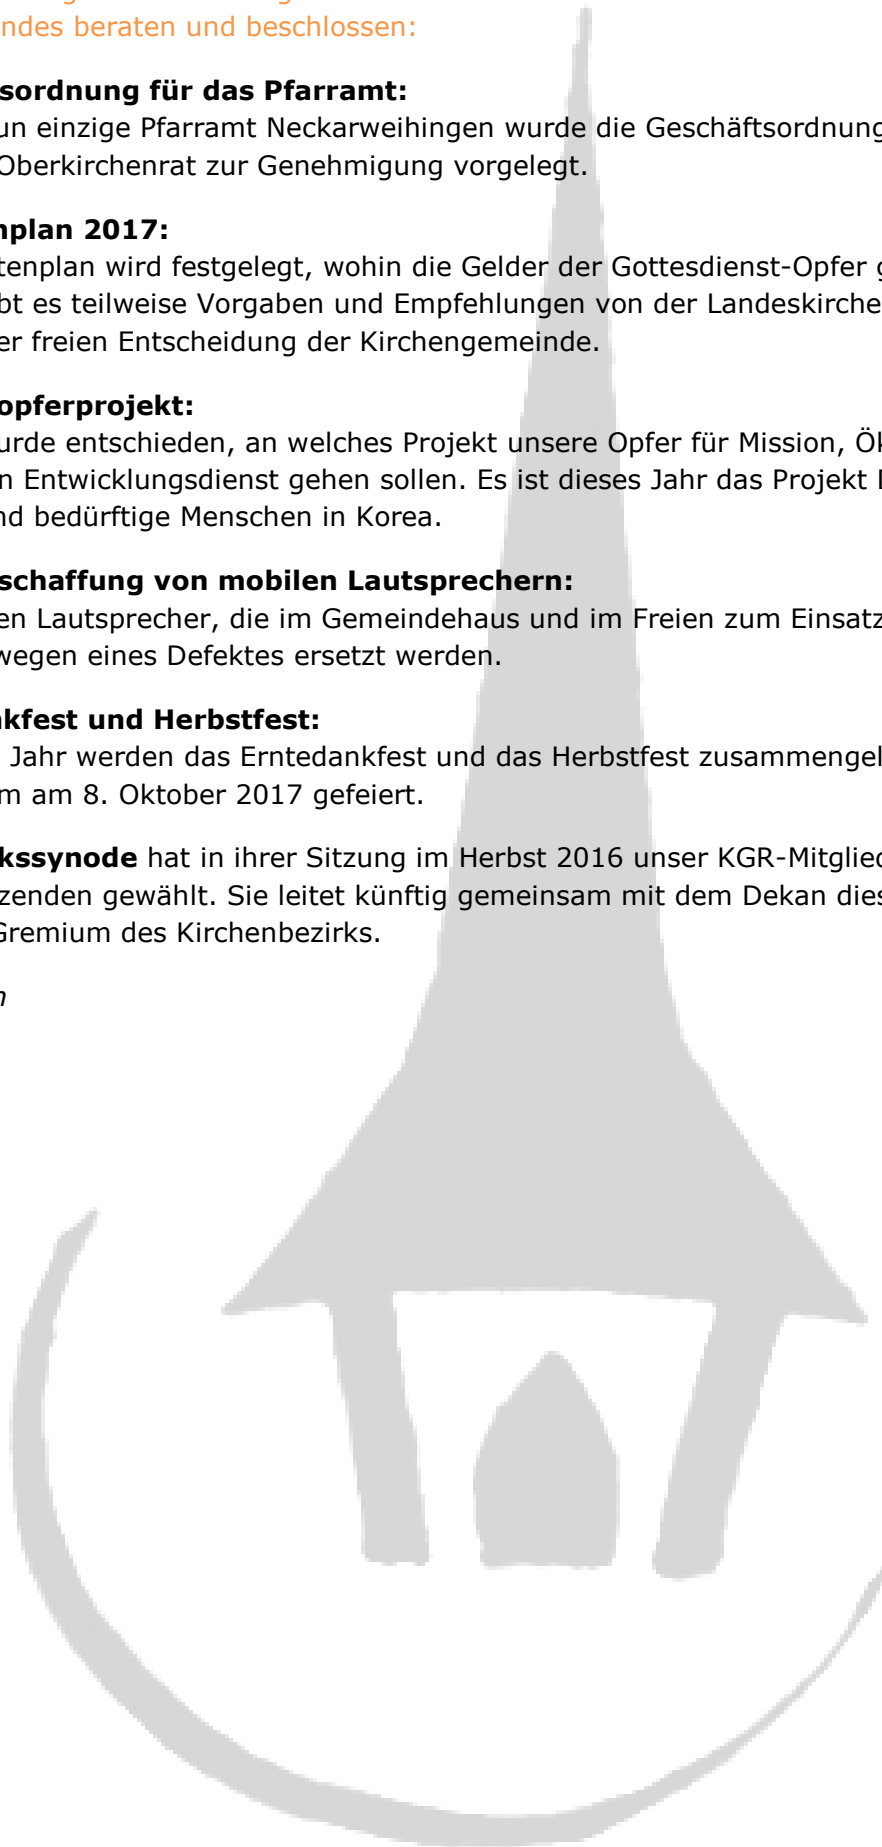 ndes beraten und beschlossen:
sordnung für das Pfarramt:
un einzige Pfarramt Neckarweihingen wurde die Geschäftsordnung
Oberkirchenrat zur Genehmigung vorgelegt.
nplan 2017:
tenplan wird festgelegt, wohin die Gelder der Gottesdienst-Opfer g
bt es teilweise Vorgaben und Empfehlungen von der Landeskirche
er freien Entscheidung der Kirchengemeinde.
opferprojekt:
urde entschieden, an welches Projekt unsere Opfer für Mission, Ök
n Entwicklungsdienst gehen sollen. Es ist dieses Jahr das Projekt
nd bedürftige Menschen in Korea.
schaffung von mobilen Lautsprechern:
en Lautsprecher, die im Gemeindehaus und im Freien zum Einsatz
wegen eines Defektes ersetzt werden.
kfest und Herbstfest:
Jahr werden das Erntedankfest und das Herbstfest zusammengel
m am 8. Oktober 2017 gefeiert.
kssynode hat in ihrer Sitzung im Herbst 2016 unser KGR-Mitglied
zenden gewählt. Sie leitet künftig gemeinsam mit dem Dekan dies
Gremium des Kirchenbezirks.
n